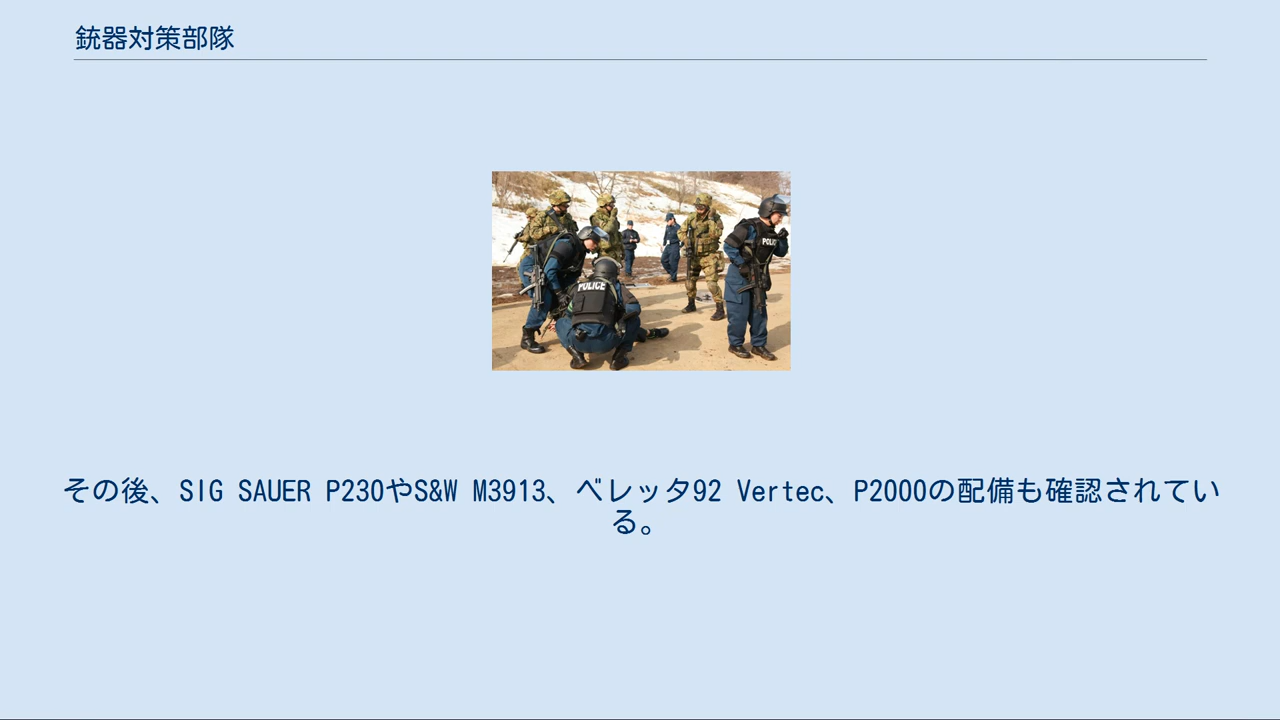 銃器対策部隊
POLICE
その後、SIG SAUER P230やS&W M3913、ベレッタ92 Vertec、P2000の配備も確認されてい
る。